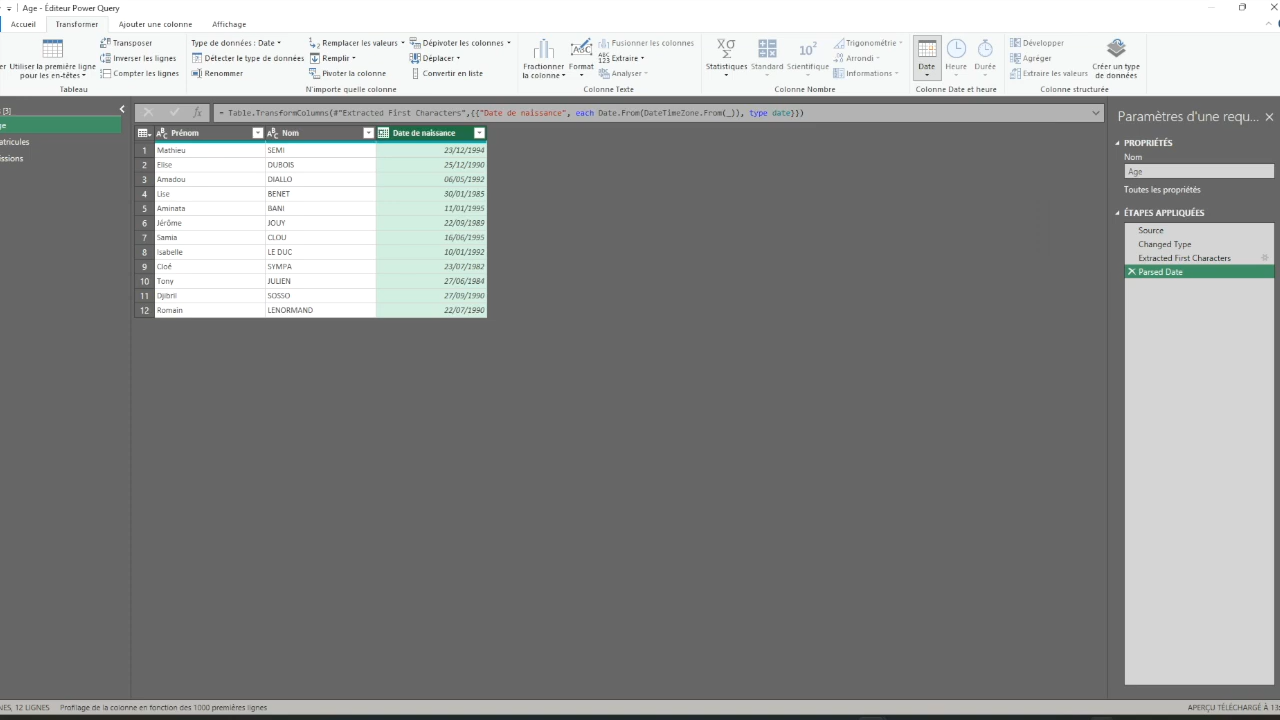 Age - Éditeur Power Query
Accueil Transformer Ajouter une colonne Affichage
Utiliser la première ligne pour les en-têtes
Transposer
Inverser les lignes
Compter les lignes
Tableau
Type de données : Date
Détecter le type de données
Renommer
Remplacer les valeurs
Remplir
Pivoter la colonne
Dépivoter les colonnes
Déplacer
Convertir en liste
N'importe quelle colonne
Fractionner la colonne
Format
Fusionner les colonnes
Extraire
Analyser
Colonne Texte
Statistiques
Standard
Scientifique
Trigonométrie
Arrondi
Informations
Colonne Nombre
Date
Heure
Durée
Colonne Date et heure
Développer
Agréger
Extraire les valeurs
Créer un type de données
Colonne structurée
[3]
ge
atricules
issions
= Table.TransformColumns(#"Extracted First Characters",{{"Date de naissance", each Date.From(DateTimeZone.From(_)), type date}})
Prénom Nom Date de naissance
1 Mathieu SEMI 23/12/1994
2 Elise DUBOIS 25/12/1990
3 Amadou DIALLO 06/05/1992
4 Lise BENET 30/01/1985
5 Aminata BANI 11/01/1995
6 Jérôme JOUY 22/09/1989
7 Samia CLOU 16/06/1995
8 Isabelle LE DUC 10/01/1992
9 Cloé SYMPA 23/07/1982
10 Tony JULIEN 27/06/1984
11 Djibril SOSSO 27/09/1990
12 Romain LENORMAND 22/07/1990
Paramètres d'une requ...
PROPRIÉTÉS
Nom
Age
Toutes les propriétés
ÉTAPES APPLIQUÉES
Source
Changed Type
Extracted First Characters
Parsed Date
NES, 12 LIGNES Profilage de la colonne en fonction des 1000 premières lignes
APERÇU TÉLÉCHARGÉ À 13: